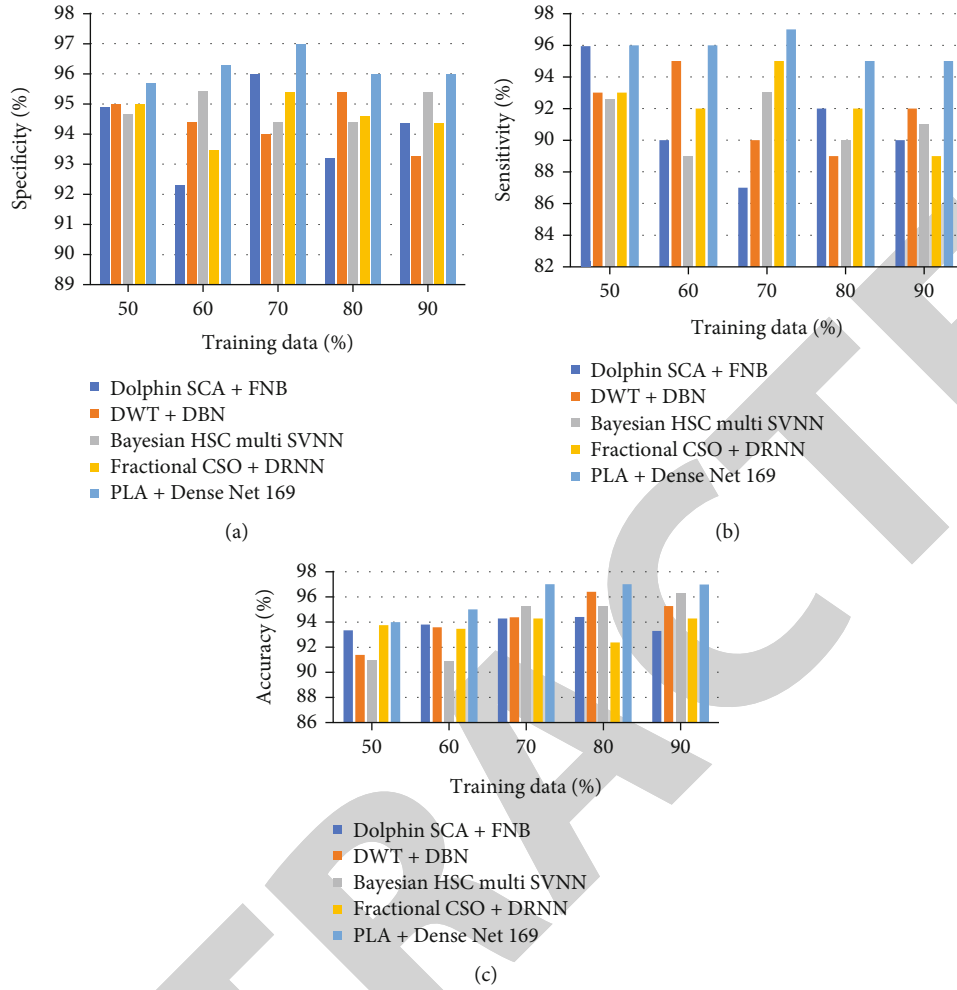 98
97
96
95
94
93
92
91
90
89
Specificity (%)
50
60
70
80
90
Training data (%)
Dolphin SCA + FNB
DWT + DBN
Bayesian HSC multi SVNN
Fractional CSO + DRNN
PLA + Dense Net 169
(a)
98
96
94
92
90
88
86
84
82
Sensitivity (%)
50
60
70
80
90
Training data (%)
Dolphin SCA + FNB
DWT + DBN
Bayesian HSC multi SVNN
Fractional CSO + DRNN
PLA + Dense Net 169
(b)
98
96
94
92
90
88
86
Accuracy (%)
50
60
70
80
90
Training data (%)
Dolphin SCA + FNB
DWT + DBN
Bayesian HSC multi SVNN
Fractional CSO + DRNN
PLA + Dense Net 169
(c)
TRACT